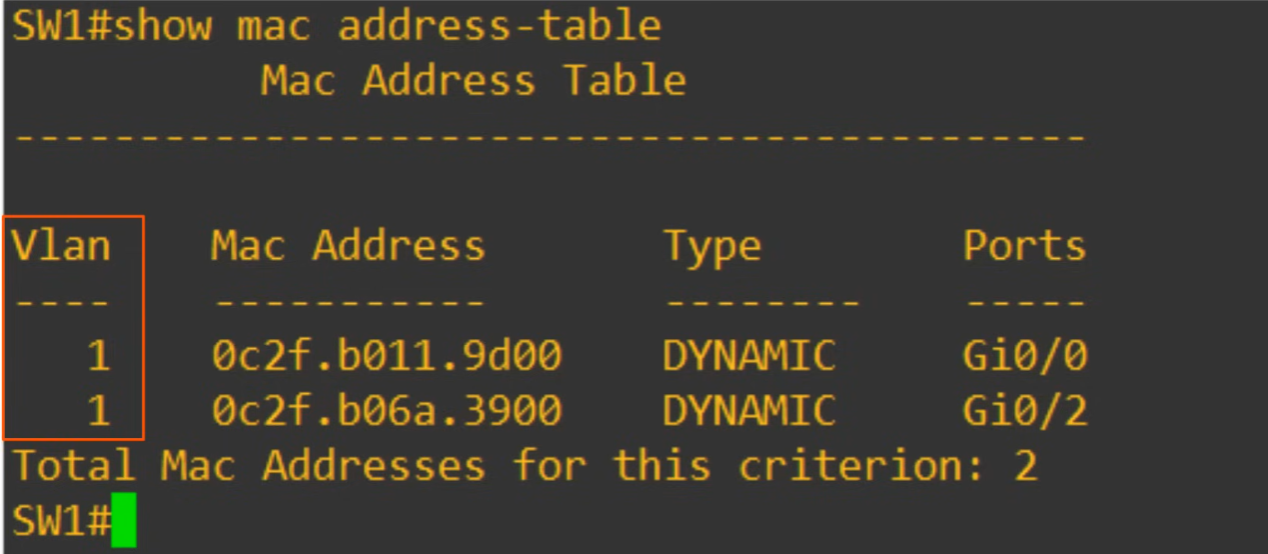 SW1#show mac address-table
Mac Address Table
-------------------------------------------
Vlan    Mac Address       Type        Ports
----    -----------       --------    -----
1    0c2f.b011.9d00    DYNAMIC     Gi0/0
1    0c2f.b06a.3900    DYNAMIC     Gi0/2
Total Mac Addresses for this criterion: 2
SW1#